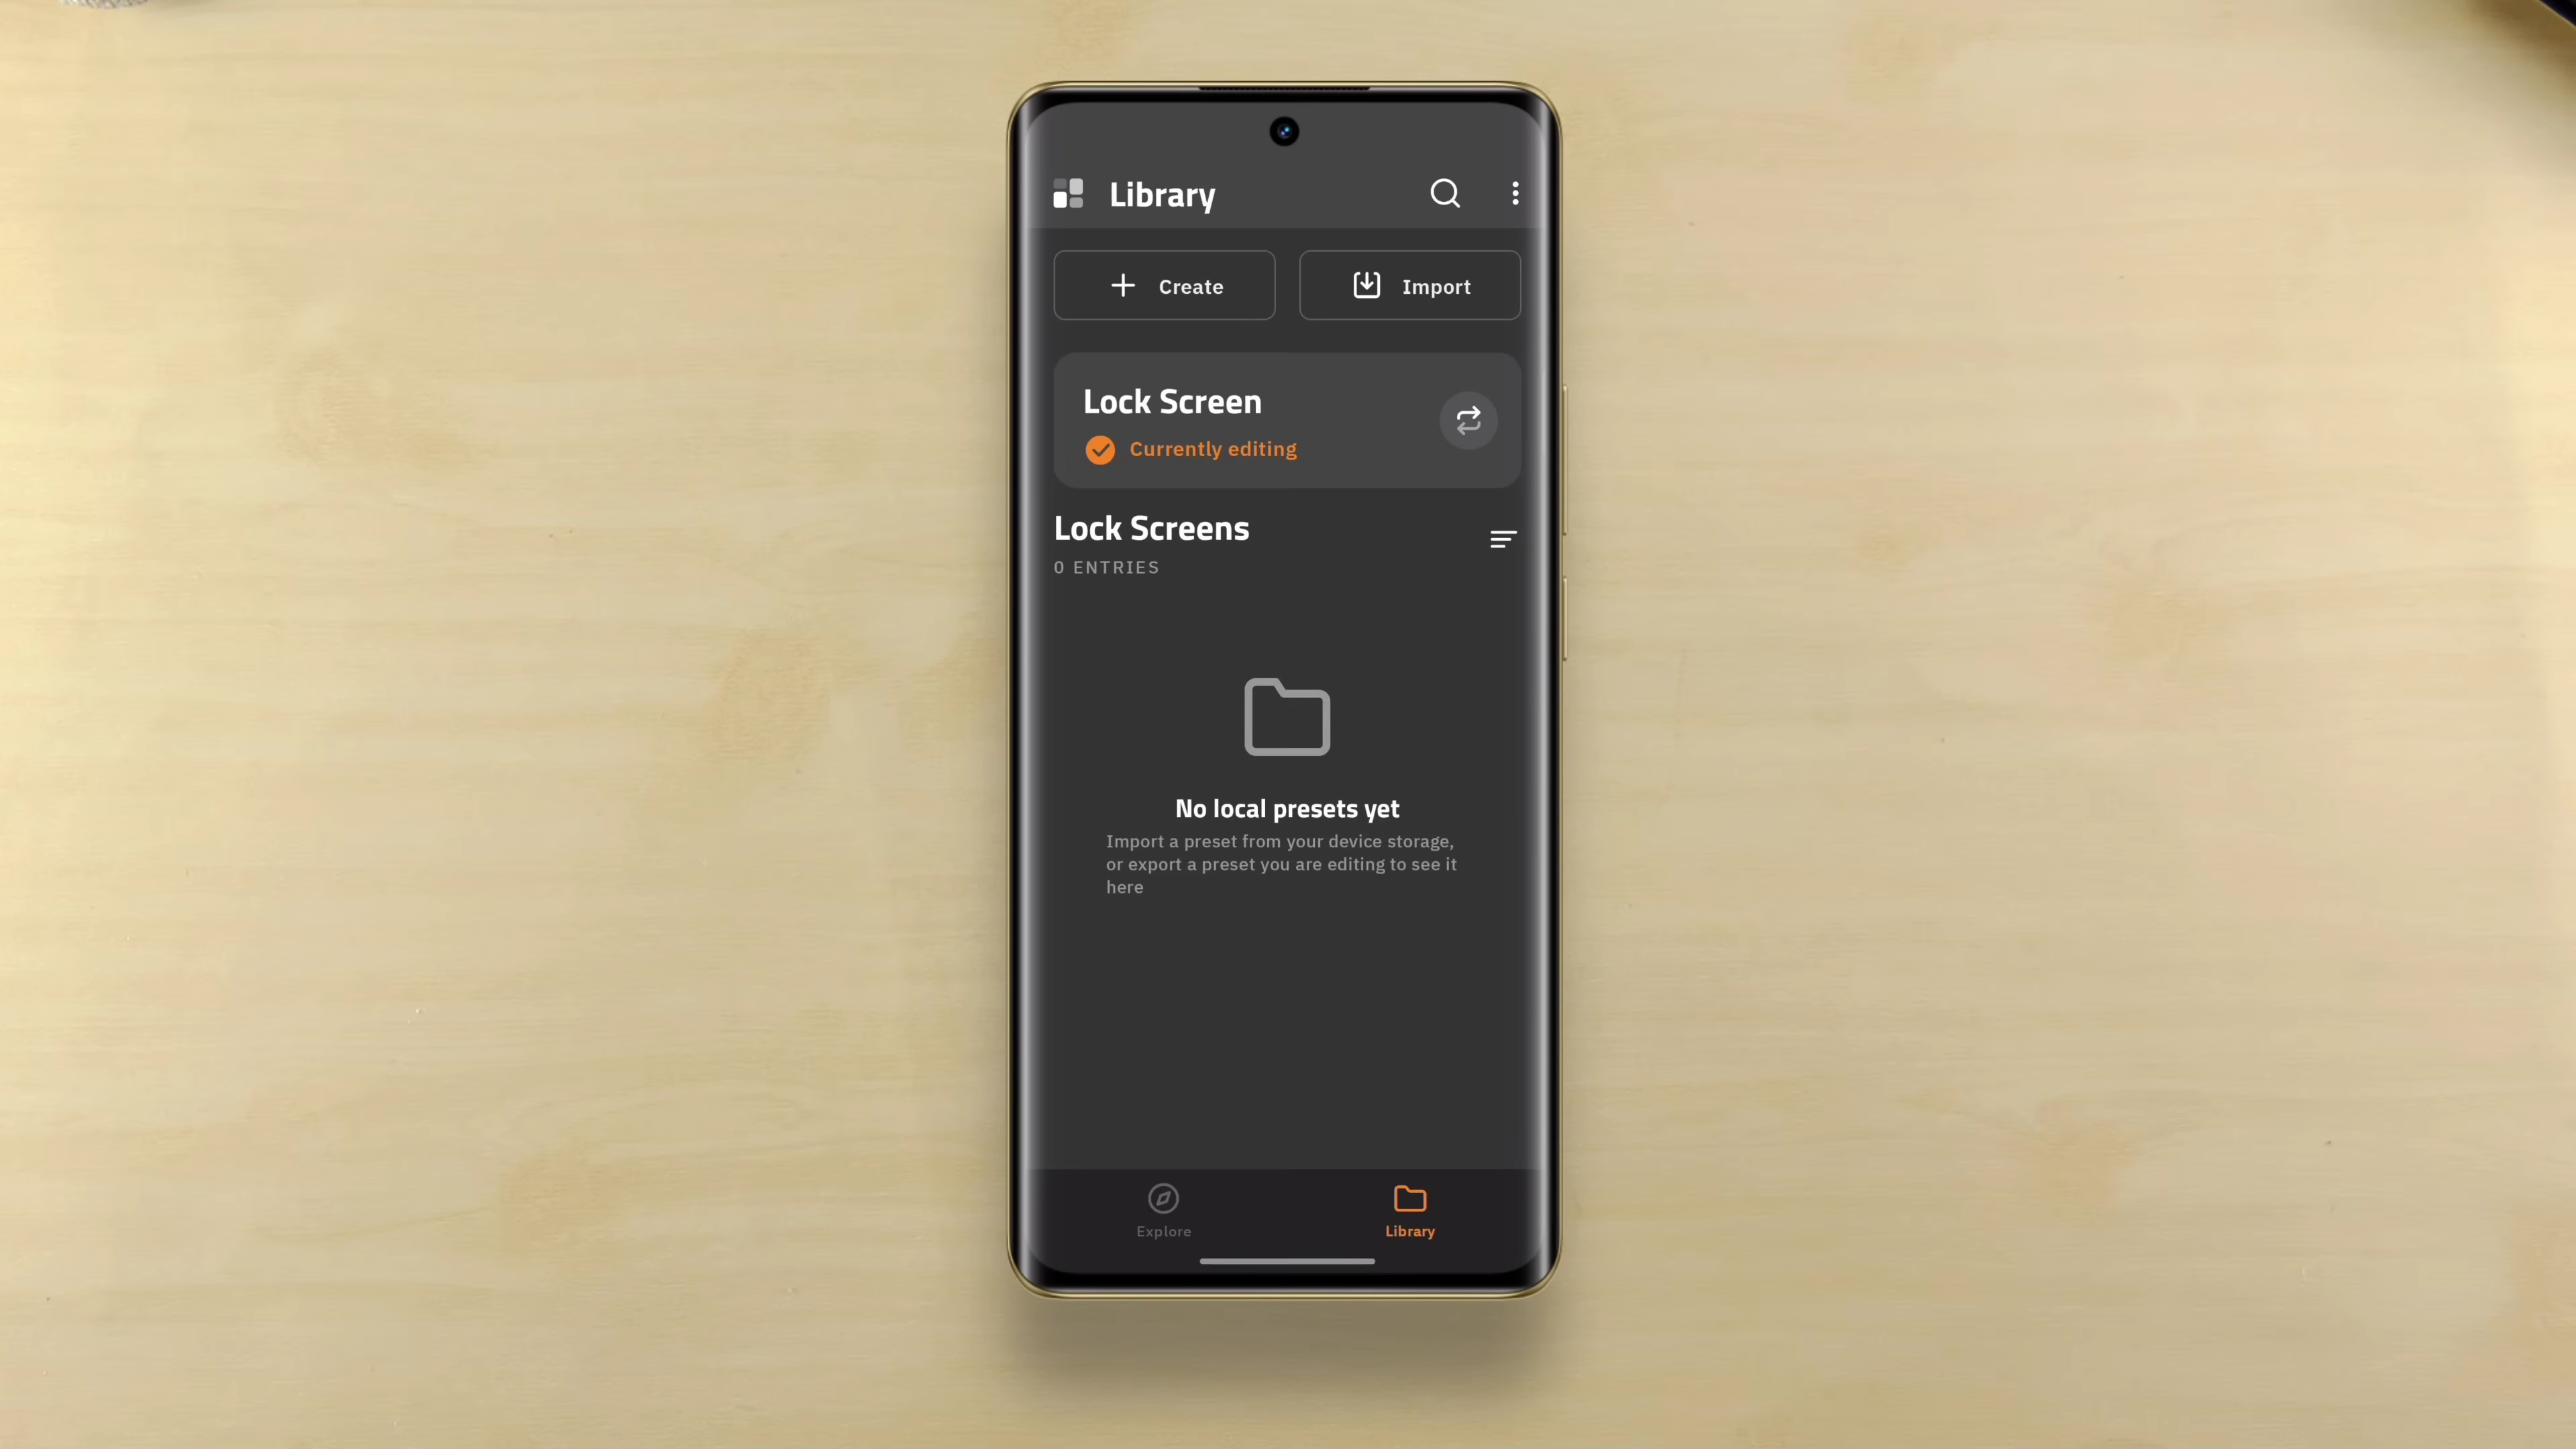 Library
Create
Import
Lock Screen
Currently editing
Lock Screens
0 ENTRIES
No local presets yet
Import a preset from your device storage,
or export a preset you are editing to see it
here
Explore
Library